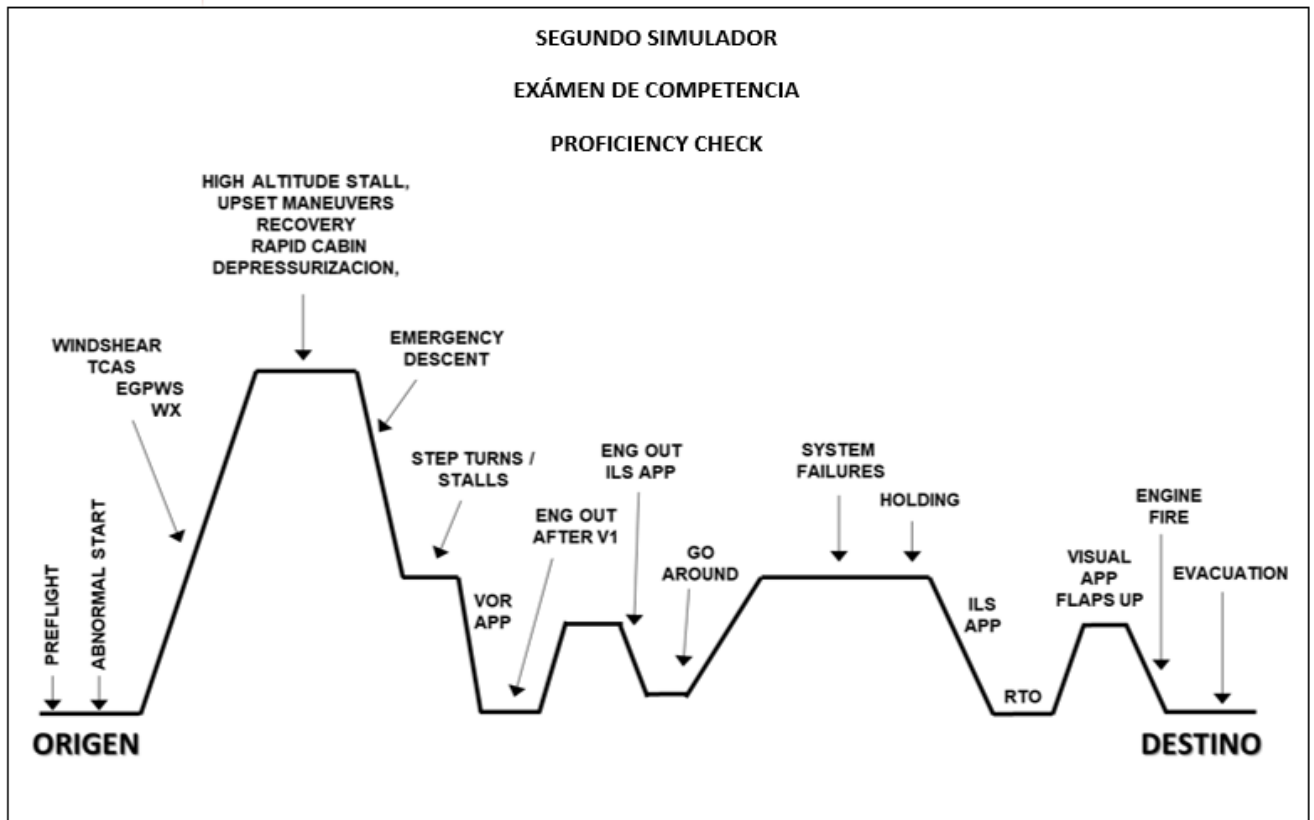 SEGUNDO SIMULADOR
EXÁMEN DE COMPETENCIA
PROFICIENCY CHECK
HIGH ALTITUDE STALL,
UPSET MANEUVERS
RECOVERY
RAPID CABIN
DEPRESSURIZACION,
WINDSHEAR
TCAS
EGPWS
WX
EMERGENCY
DESCENT
STEP TURNS /
STALLS
ENG OUT
AFTER V1
ENG OUT
ILS APP
GO
AROUND
SYSTEM
FAILURES
HOLDING
ENGINE
FIRE
VISUAL
APP
FLAPS UP
EVACUATION
PREFLIGHT
ABNORMAL START
VOR
APP
ILS
APP
RTO
ORIGEN
DESTINO